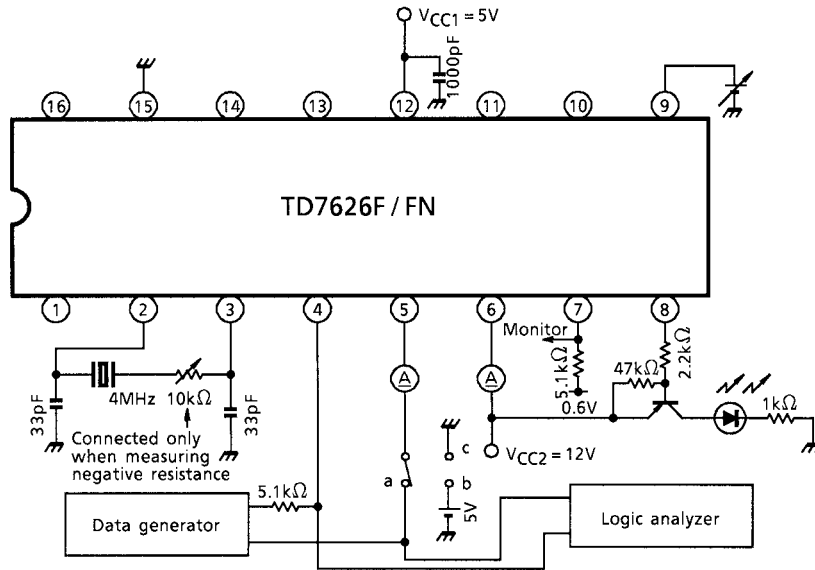 VCC1 = 5V
1000pF
16 15 14 13 12 11 10 9
TD7626F / FN
1 2 3 4 5 6 7 8
Monitor
5.1kΩ
0.6V
47kΩ
2.2kΩ
1kΩ
A A
33pF
4MHz 10kΩ
33pF
Connected only
when measuring
negative resistance
VCC2 = 12V
a
c
b
5V
5.1kΩ
Data generator
Logic analyzer